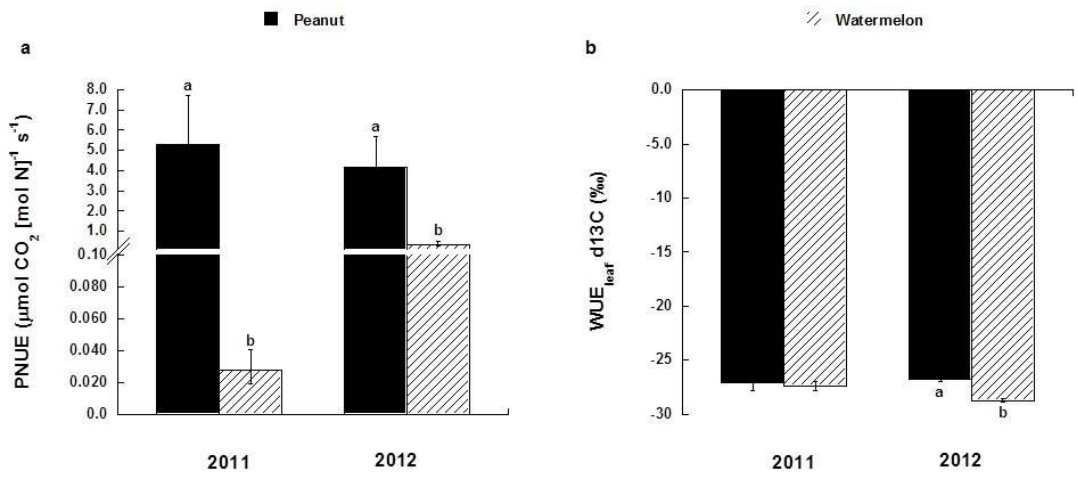 Peanut
Watermelon
a
b
8.0
7.0
6.0
5.0
4.0
3.0
2.0
1.0
0.10
0.080
0.060
0.040
0.020
0.0
PNUE (µmol CO₂ [mol N]⁻¹ s⁻¹)
a
b
a
b
2011
2012
0.0
-5.0
-10
-15
-20
-25
-30
WUE_leaf d13C (‰)
a
b
2011
2012